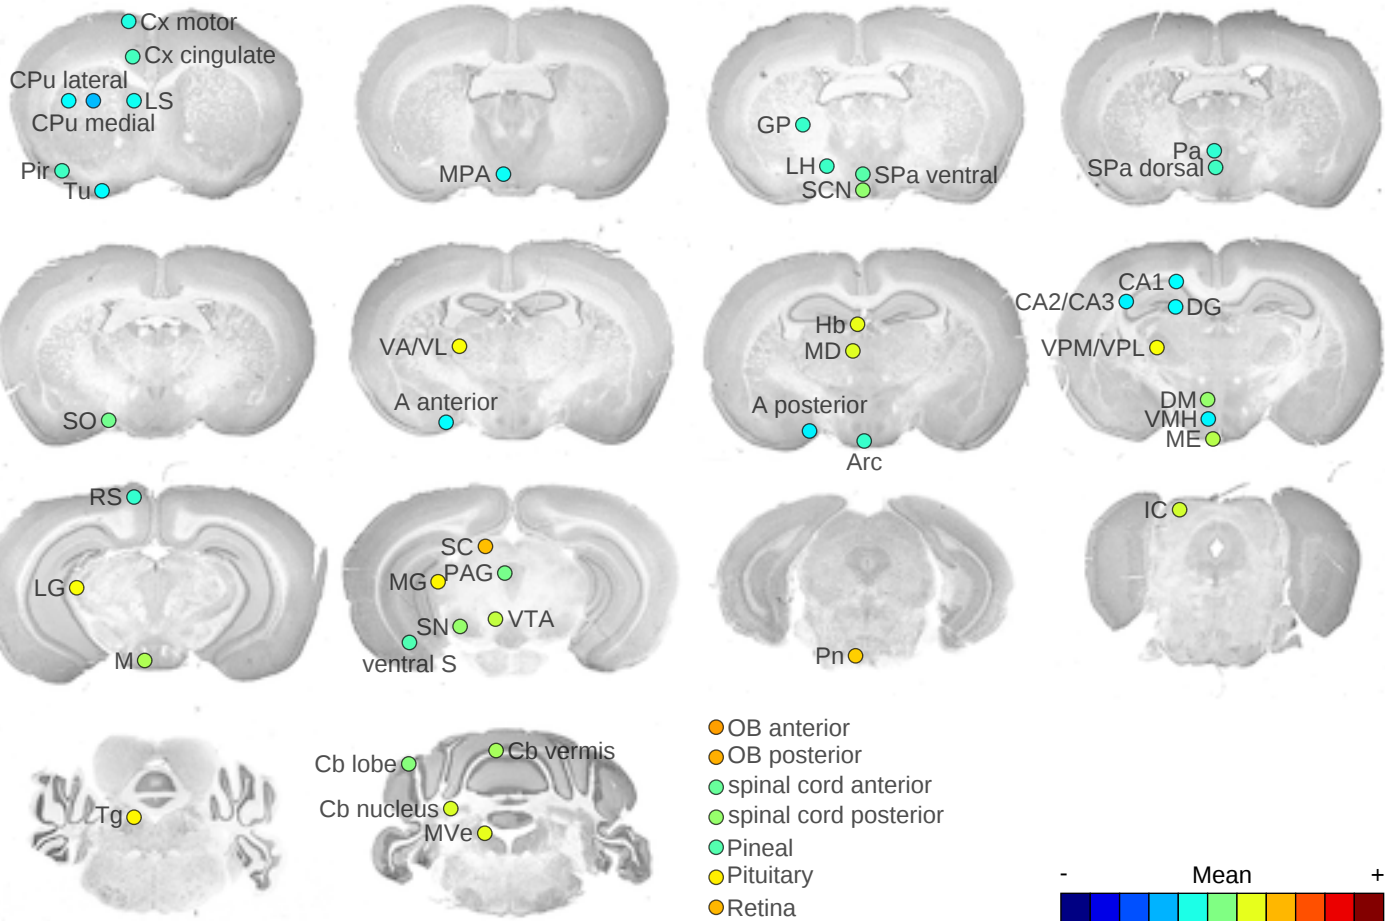 Cx motor
Cx cingulate
CPu lateral
LS
CPu medial
Pir
Tu
MPA
GP
LH
SPa ventral
SCN
Pa
SPa dorsal
SO
VA/VL
A anterior
Hb
MD
A posterior
Arc
CA1
CA2/CA3
DG
VPM/VPL
DM
VMH
ME
RS
LG
M
SC
PAG
MG
VTA
SN
ventral S
Pn
IC
Tg
Cb vermis
Cb lobe
Cb nucleus
MVe
OB anterior
OB posterior
spinal cord anterior
spinal cord posterior
Pineal
Pituitary
Retina
- Mean +